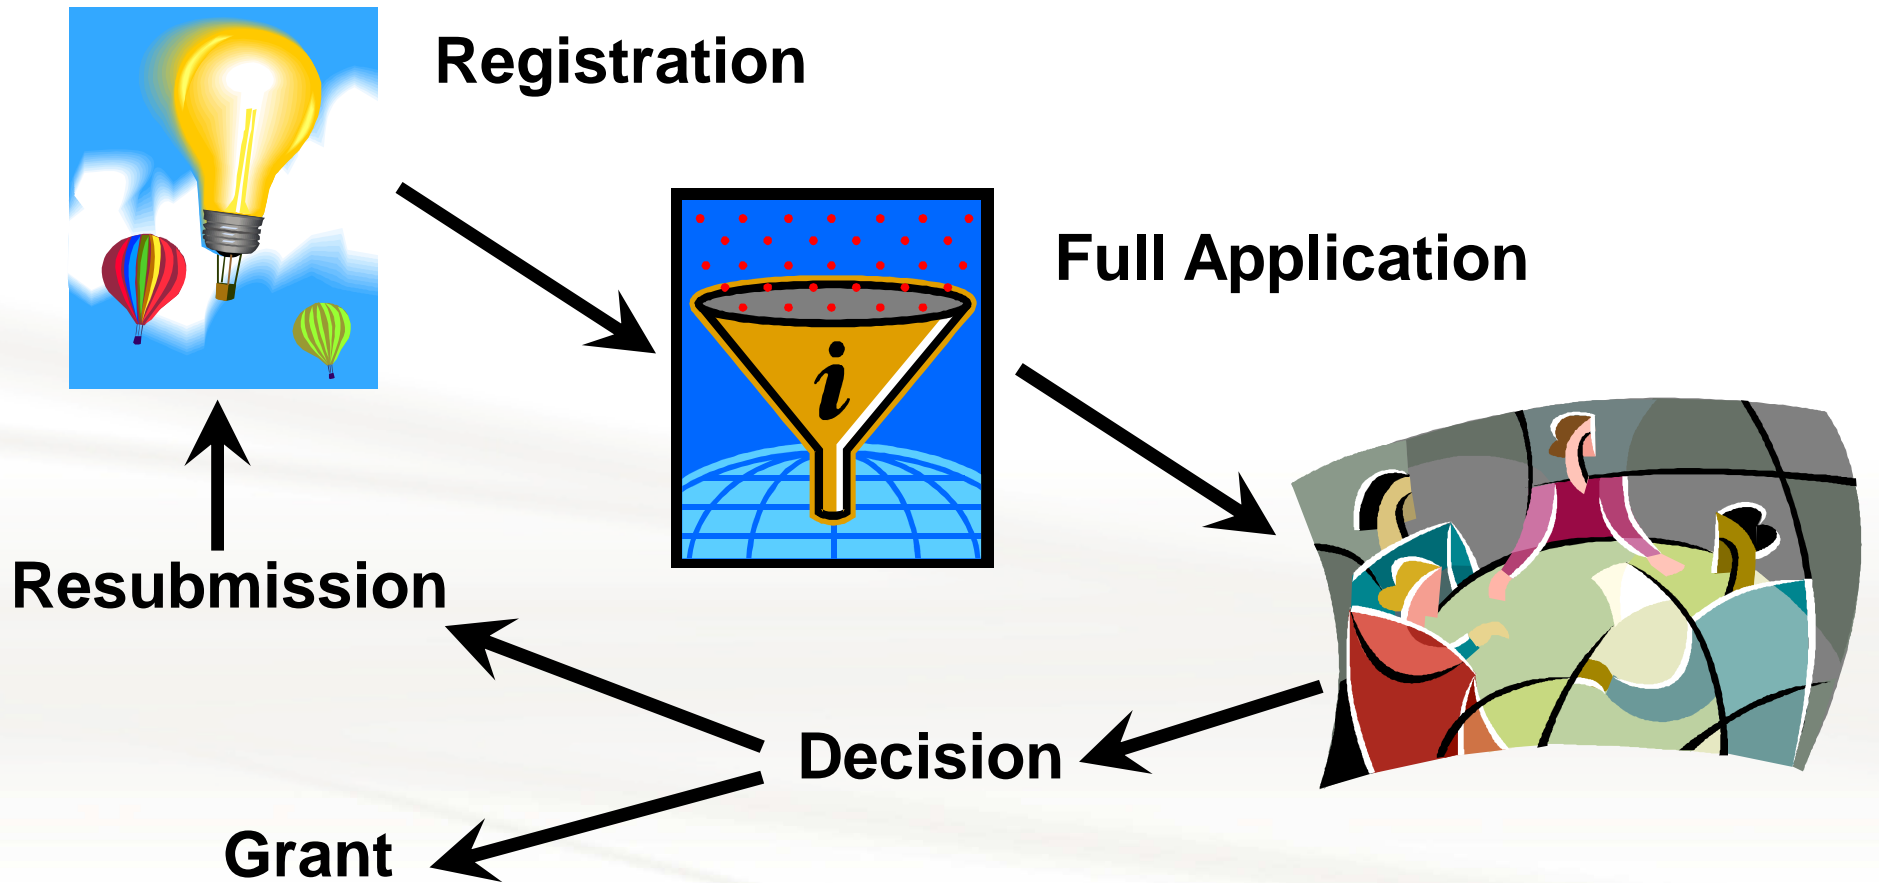 Registration
Full Application
i
Resubmission
Decision
Grant